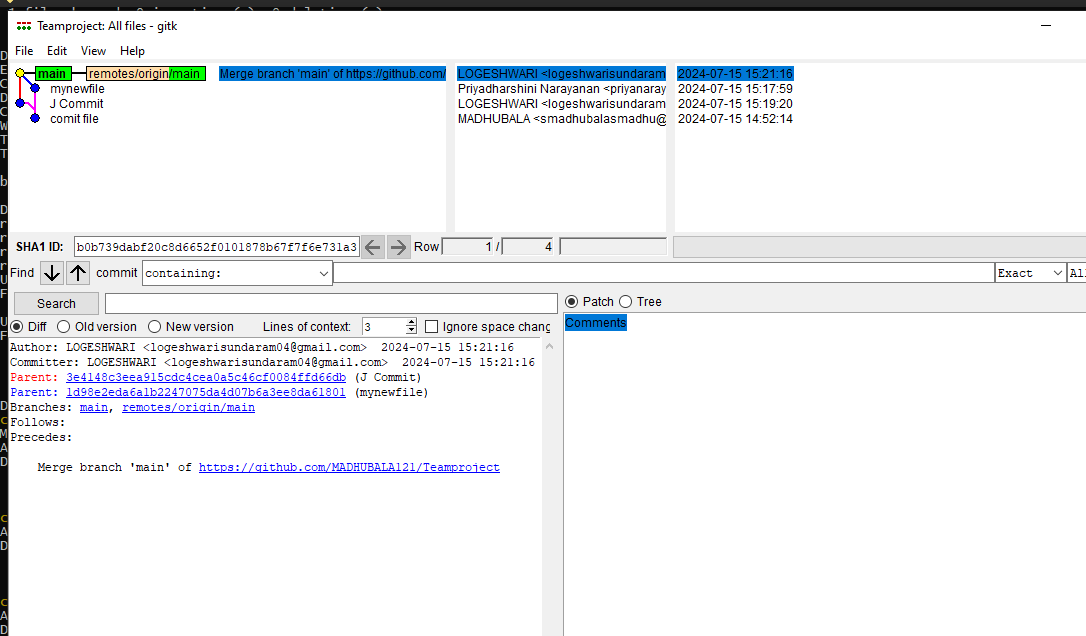 Teamproject: All files - gitk
File Edit View Help
main remotes/origin/main Merge branch 'main' of https://github.com/ LOGESHWARI <logeshwarisundaram 2024-07-15 15:21:16
mynewfile Priyadharshini Narayanan <priyanaray 2024-07-15 15:17:59
J Commit LOGESHWARI <logeshwarisundaram 2024-07-15 15:19:20
comit file MADHUBALA <smadhubalasmadhu@ 2024-07-15 14:52:14
SHA1 ID: b0b739dabf20c8d6652f0101878b67f7f6e731a3 Row 1 / 4
Find commit containing: Exact All
Search
Patch Tree
Diff Old version New version Lines of context: 3 Ignore space chang
Comments
Author: LOGESHWARI <logeshwarisundaram04@gmail.com> 2024-07-15 15:21:16
Committer: LOGESHWARI <logeshwarisundaram04@gmail.com> 2024-07-15 15:21:16
Parent: 3e4148c3eea915cdc4cea0a5c46cf0084ffd66db (J Commit)
Parent: 1d98e2eda6a1b2247075da4d07b6a3ee8da61801 (mynewfile)
Branches: main, remotes/origin/main
Follows:
Precedes:
Merge branch 'main' of https://github.com/MADHUBALA121/Teamproject